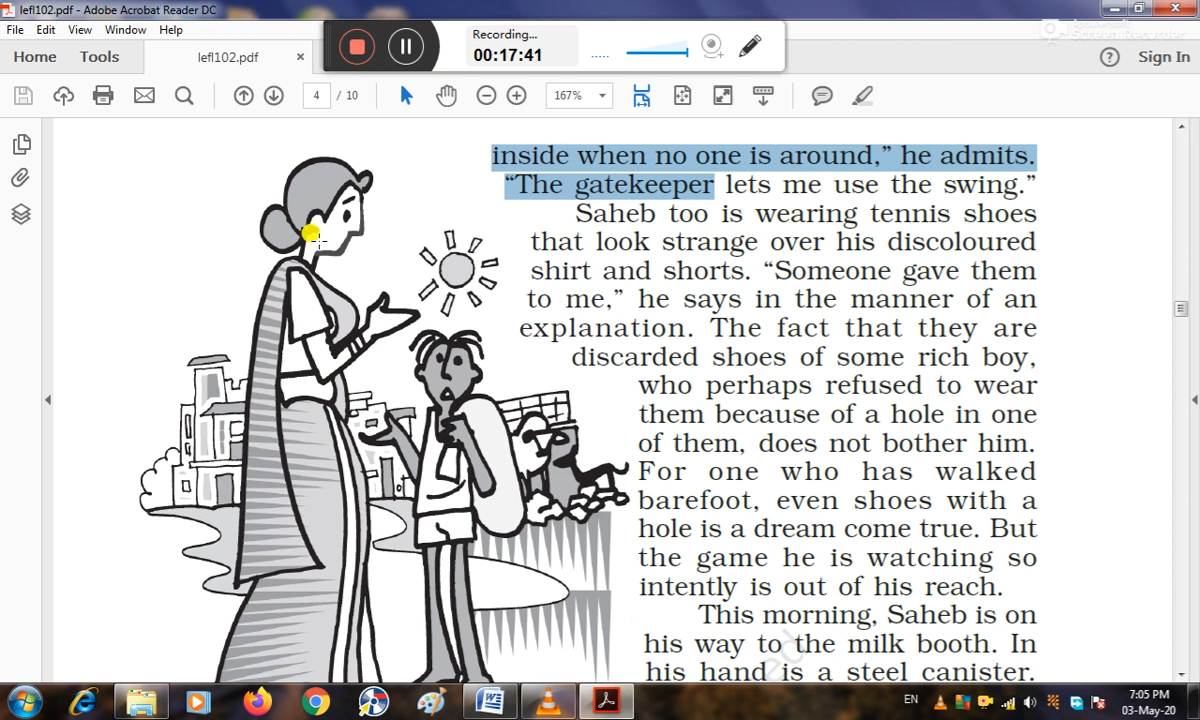 lefl102.pdf - Adobe Acrobat Reader DC
File Edit View Window Help
Recording...
00:17:41
Apowersoft
Screen Recorder
Home Tools lefl102.pdf × Sign In
4 / 10 167%
inside when no one is around,” he admits.
“The gatekeeper lets me use the swing.”
Saheb too is wearing tennis shoes
that look strange over his discoloured
shirt and shorts. “Someone gave them
to me,” he says in the manner of an
explanation. The fact that they are
discarded shoes of some rich boy,
who perhaps refused to wear
them because of a hole in one
of them, does not bother him.
For one who has walked
barefoot, even shoes with a
hole is a dream come true. But
the game he is watching so
intently is out of his reach.
This morning, Saheb is on
his way to the milk booth. In
his hand is a steel canister.
EN
7:05 PM
03-May-20